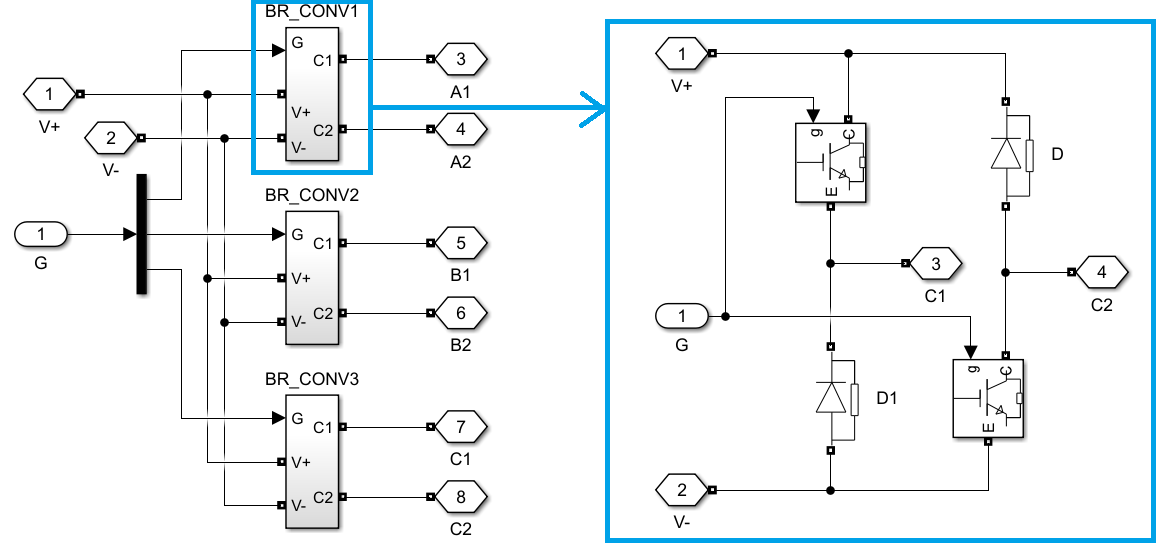 BR_CONV1
G
C1
V+
C2
V-
1
V+
2
V-
3
A1
4
A2
1
G
BR_CONV2
G
C1
V+
C2
V-
5
B1
6
B2
BR_CONV3
G
C1
V+
C2
V-
7
C1
8
C2
1
V+
g
C
E
D
3
C1
4
C2
1
G
g
C
E
D1
2
V-